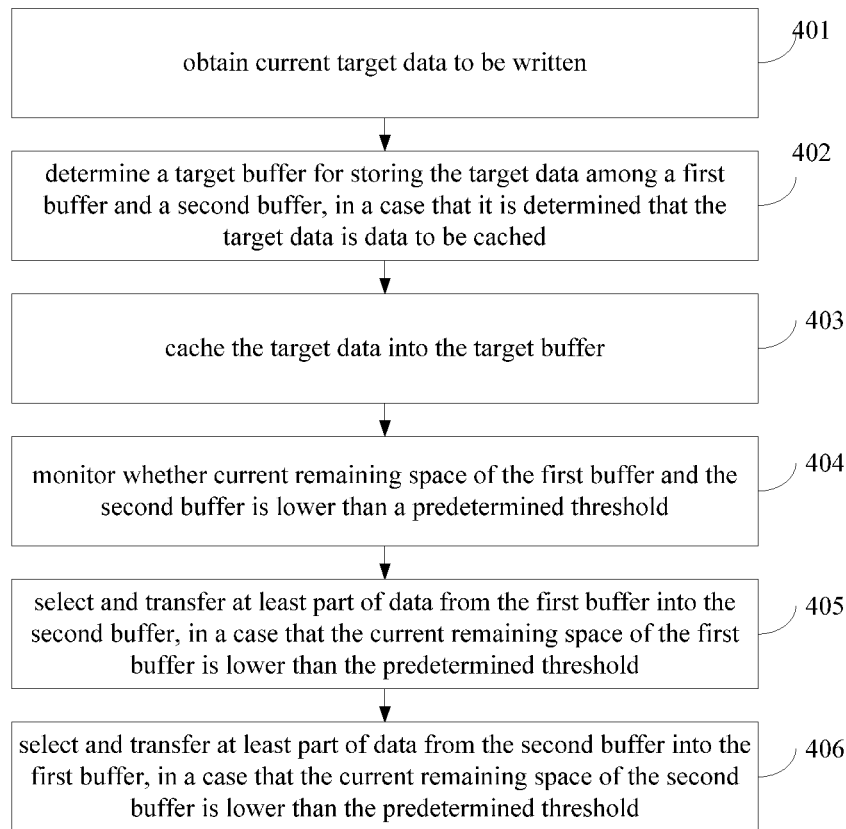 401
obtain current target data to be written
402
determine a target buffer for storing the target data among a first
buffer and a second buffer, in a case that it is determined that the
target data is data to be cached
403
cache the target data into the target buffer
404
monitor whether current remaining space of the first buffer and the
second buffer is lower than a predetermined threshold
405
select and transfer at least part of data from the first buffer into the
second buffer, in a case that the current remaining space of the first
buffer is lower than the predetermined threshold
406
select and transfer at least part of data from the second buffer into the
first buffer, in a case that the current remaining space of the second
buffer is lower than the predetermined threshold